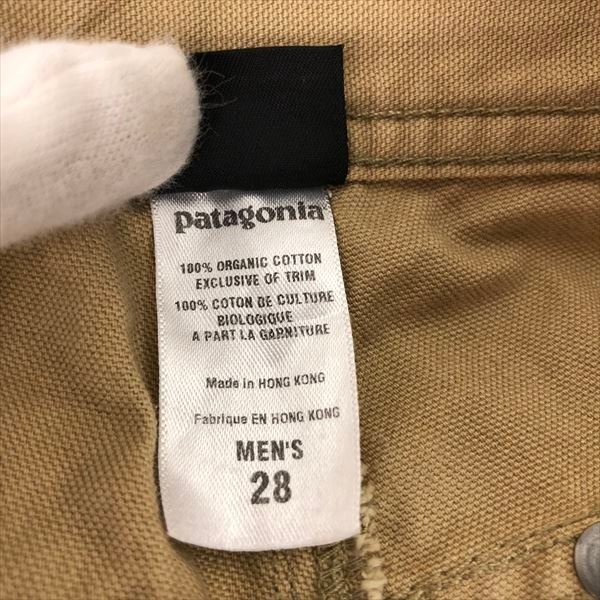 patagonia
100% ORGANIC COTTON
EXCLUSIVE OF TRIM
100% COTON DE CULTURE
BIOLOGIQUE
A PART LA GARNITURE
Made in HONG KONG
Fabrique EN HONG KONG
MEN'S
28